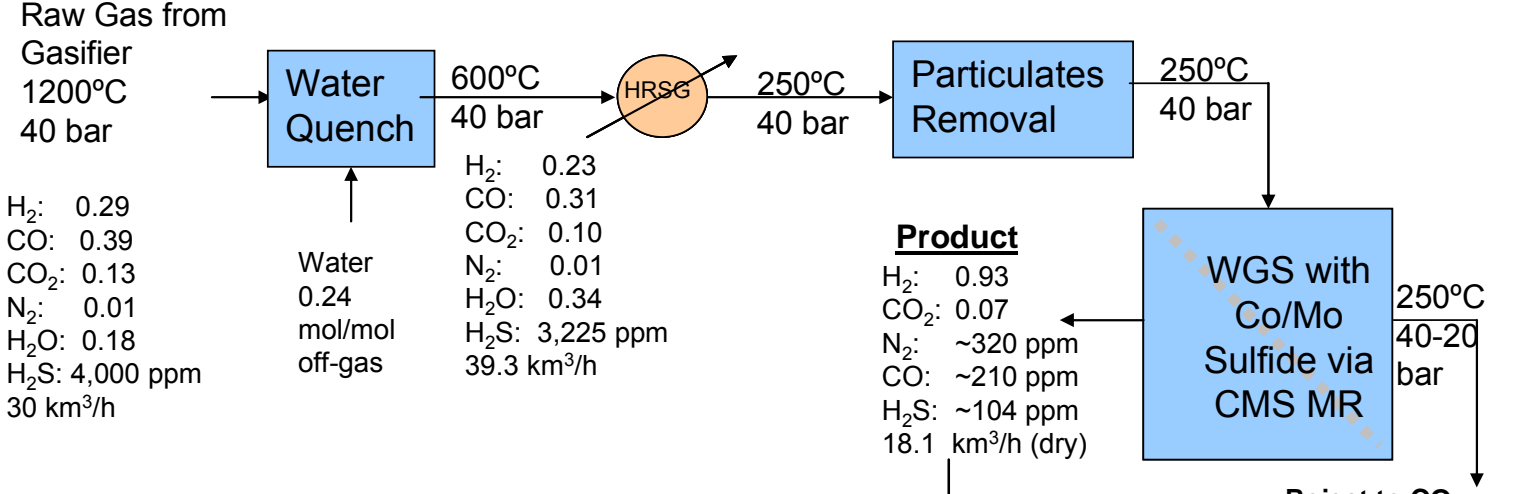 Raw Gas from
Gasifier
1200ºC
40 bar
H₂: 0.29
CO: 0.39
CO₂: 0.13
N₂: 0.01
H₂O: 0.18
H₂S: 4,000 ppm
30 km³/h
Water
Quench
Water
0.24
mol/mol
off-gas
600ºC
40 bar
H₂: 0.23
CO: 0.31
CO₂: 0.10
N₂: 0.01
H₂O: 0.34
H₂S: 3,225 ppm
39.3 km³/h
HRSG
250ºC
40 bar
Particulates
Removal
250ºC
40 bar
WGS with
Co/Mo
Sulfide via
CMS MR
250ºC
40-20
bar
Product
H₂: 0.93
CO₂: 0.07
N₂: ~320 ppm
CO: ~210 ppm
H₂S: ~104 ppm
18.1 km³/h (dry)